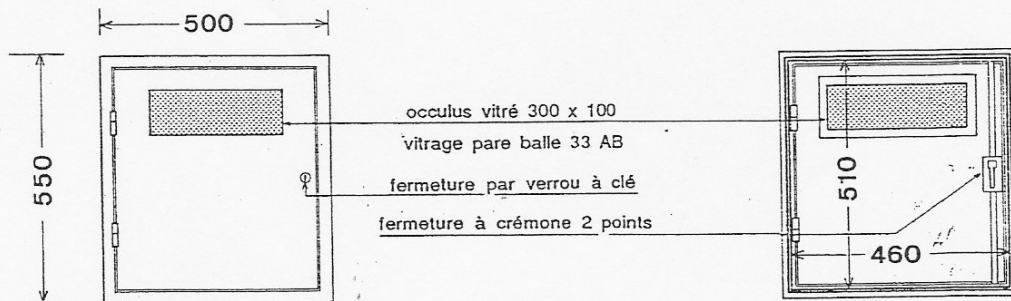 500
550
occulus vitré 300 x 100
vitrage pare balle 33 AB
fermeture par verrou à clé
fermeture à crémone 2 points
510
460